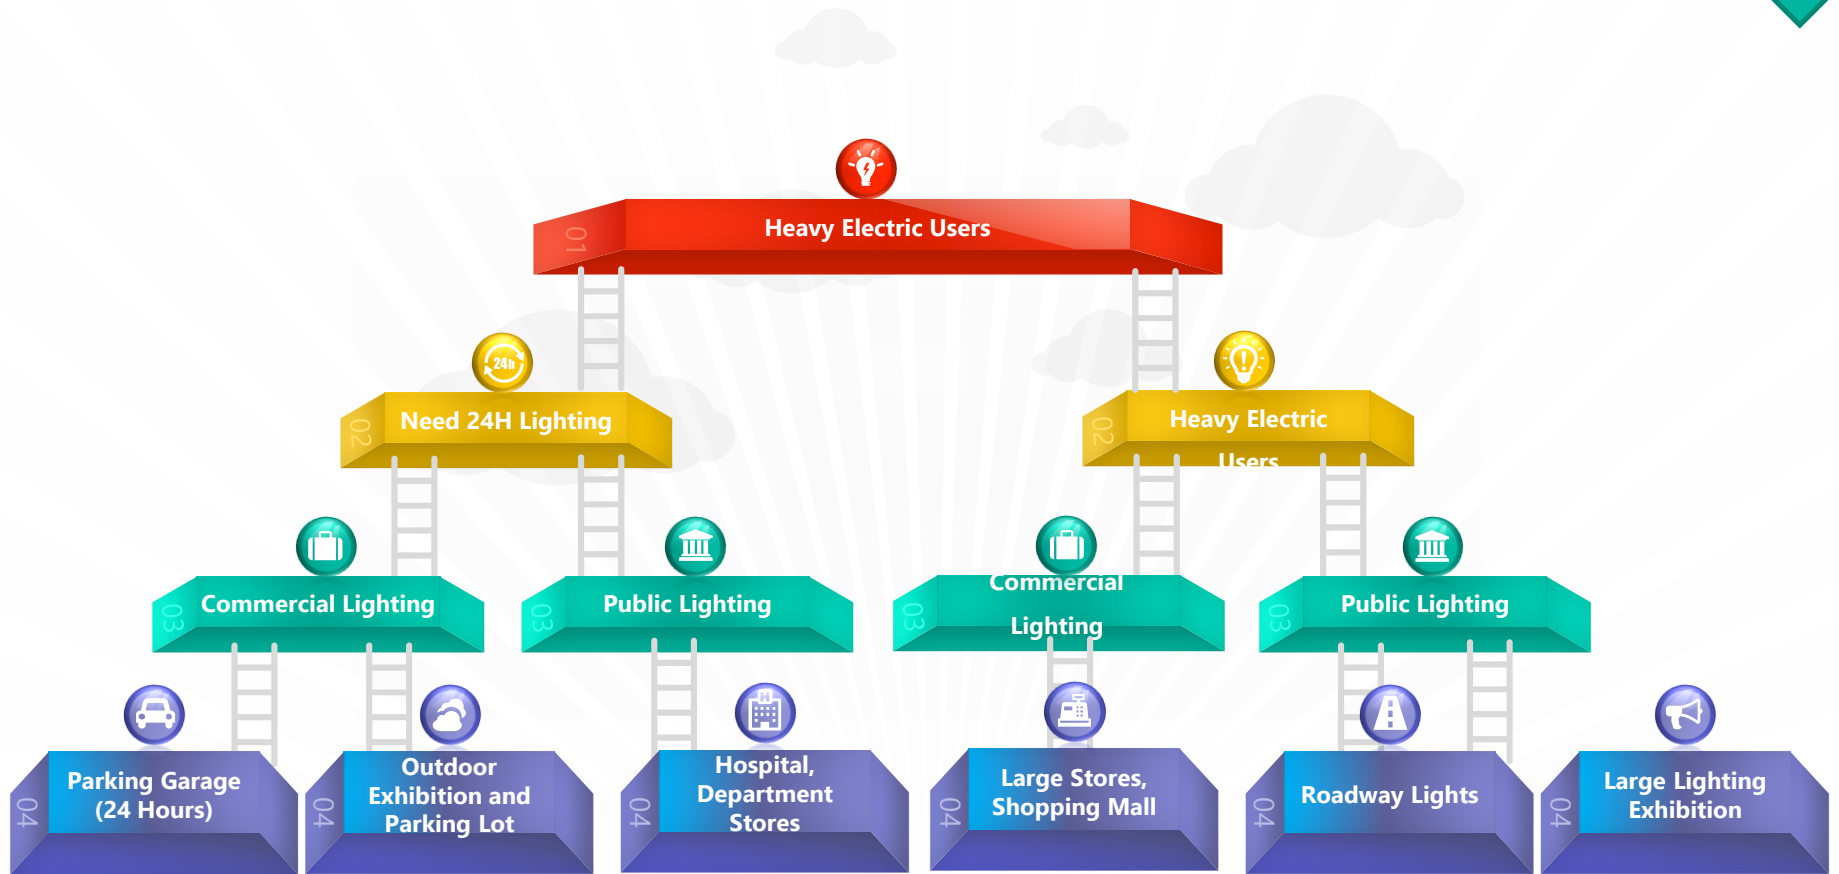 01
Heavy Electric Users
24h
02
Need 24H Lighting
02
Heavy Electric
Users
03
Commercial Lighting
03
Public Lighting
03
Commercial
Lighting
03
Public Lighting
H
04
Parking Garage
(24 Hours)
04
Outdoor
Exhibition and
Parking Lot
04
Hospital,
Department
Stores
04
Large Stores,
Shopping Mall
04
Roadway Lights
04
Large Lighting
Exhibition